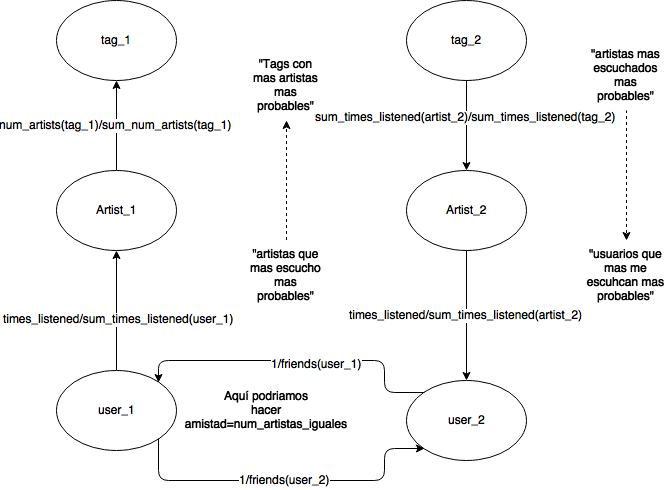 tag_1
tag_2
"Tags con
mas artistas
mas
probables"
"artistas mas
escuchados
mas
probables"
num_artists(tag_1)/sum_num_artists(tag_1)
sum_times_listened(artist_2)/sum_times_listened(tag_2)
Artist_1
Artist_2
"artistas que
mas escucho
mas
probables"
"usuarios que
mas me
escuhcan mas
probables"
times_listened/sum_times_listened(user_1)
times_listened/sum_times_listened(artist_2)
1/friends(user_1)
Aquí podriamos
hacer
amistad=num_artistas_iguales
user_1
user_2
1/friends(user_2)